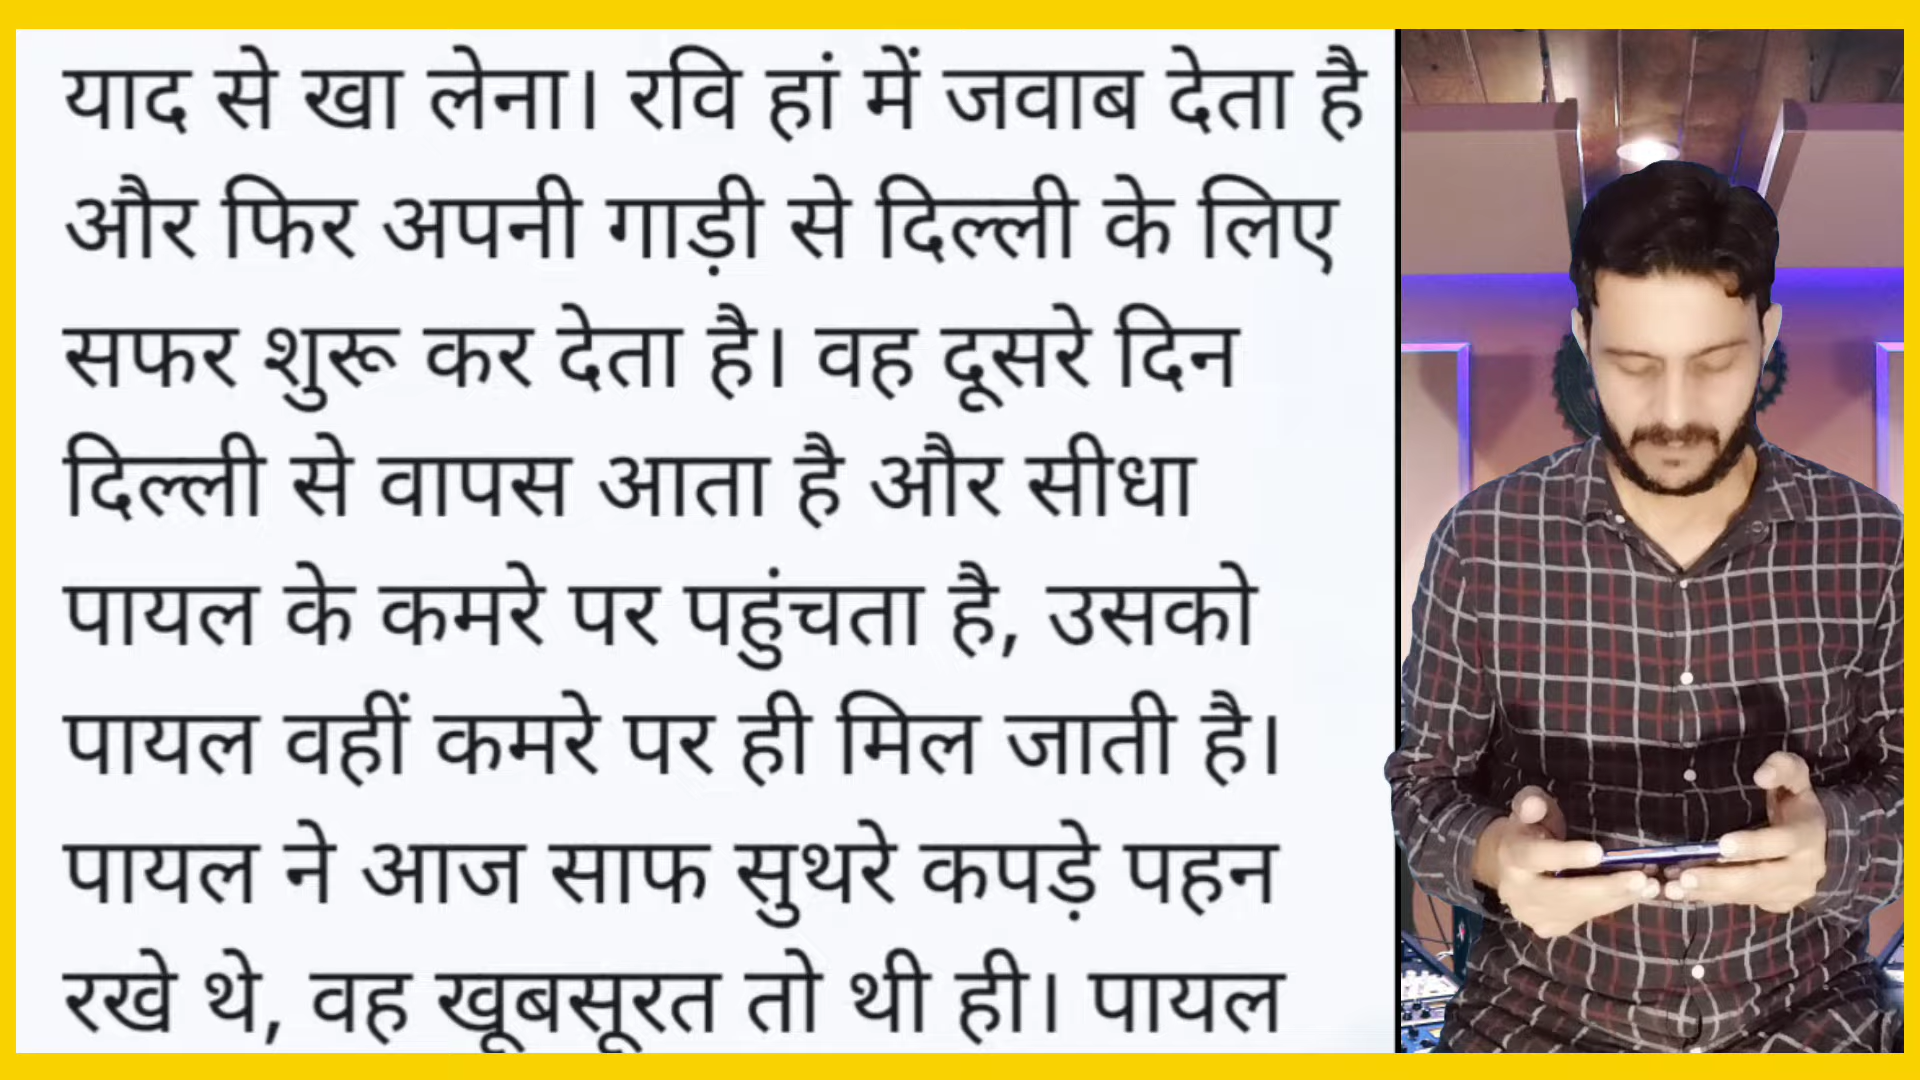 याद से खा लेना। रवि हां में जवाब देता है
और फिर अपनी गाड़ी से दिल्ली के लिए
सफर शुरू कर देता है। वह दूसरे दिन
दिल्ली से वापस आता है और सीधा
पायल के कमरे पर पहुंचता है, उसको
पायल वहीं कमरे पर ही मिल जाती है।
पायल ने आज साफ सुथरे कपड़े पहन
रखे थे, वह खूबसूरत तो थी ही। पायल